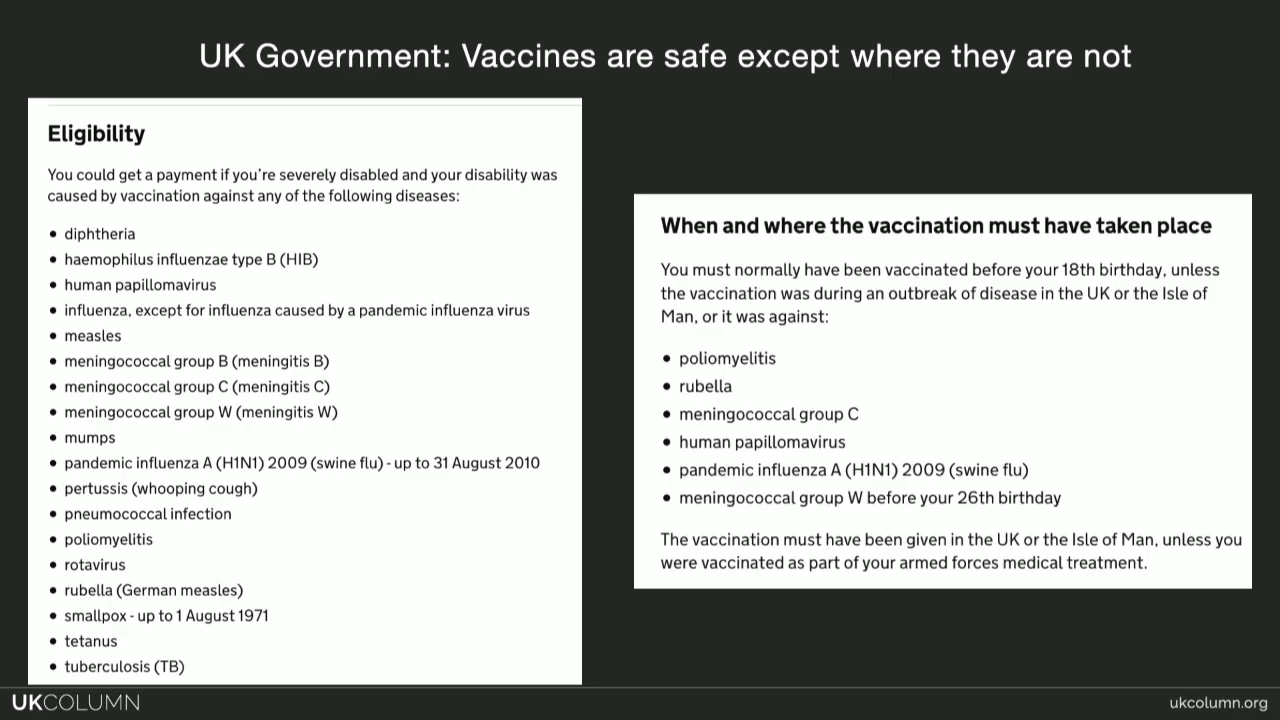 UK Government: Vaccines are safe except where they are not
Eligibility
You could get a payment if you're severely disabled and your disability was
caused by vaccination against any of the following diseases:
• diphtheria
• haemophilus influenzae type B (HIB)
• human papillomavirus
• influenza, except for influenza caused by a pandemic influenza virus
• measles
• meningococcal group B (meningitis B)
• meningococcal group C (meningitis C)
• meningococcal group W (meningitis W)
• mumps
• pandemic influenza A (H1N1) 2009 (swine flu) - up to 31 August 2010
• pertussis (whooping cough)
• pneumococcal infection
• poliomyelitis
• rotavirus
• rubella (German measles)
• smallpox - up to 1 August 1971
• tetanus
• tuberculosis (TB)
When and where the vaccination must have taken place
You must normally have been vaccinated before your 18th birthday, unless
the vaccination was during an outbreak of disease in the UK or the Isle of
Man, or it was against:
• poliomyelitis
• rubella
• meningococcal group C
• human papillomavirus
• pandemic influenza A (H1N1) 2009 (swine flu)
• meningococcal group W before your 26th birthday
The vaccination must have been given in the UK or the Isle of Man, unless you
were vaccinated as part of your armed forces medical treatment.
UKCOLUMN
ukcolumn.org